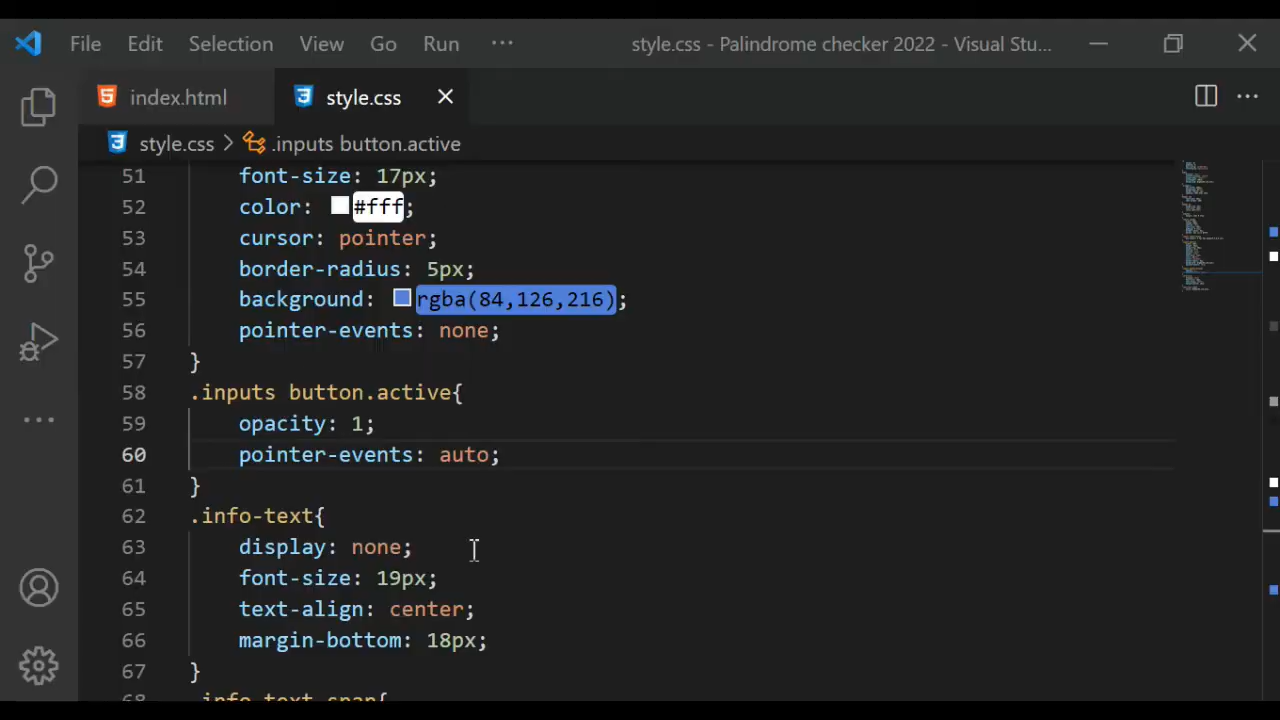 File Edit Selection View Go Run ··· style.css - Palindrome checker 2022 - Visual Stu...
index.html style.css
style.css > .inputs button.active
51 font-size: 17px;
52 color: #fff;
53 cursor: pointer;
54 border-radius: 5px;
55 background: rgba(84,126,216);
56 pointer-events: none;
57 }
58 .inputs button.active{
59 opacity: 1;
60 pointer-events: auto;
61 }
62 .info-text{
63 display: none;
64 font-size: 19px;
65 text-align: center;
66 margin-bottom: 18px;
67 }
68 .info-text span{